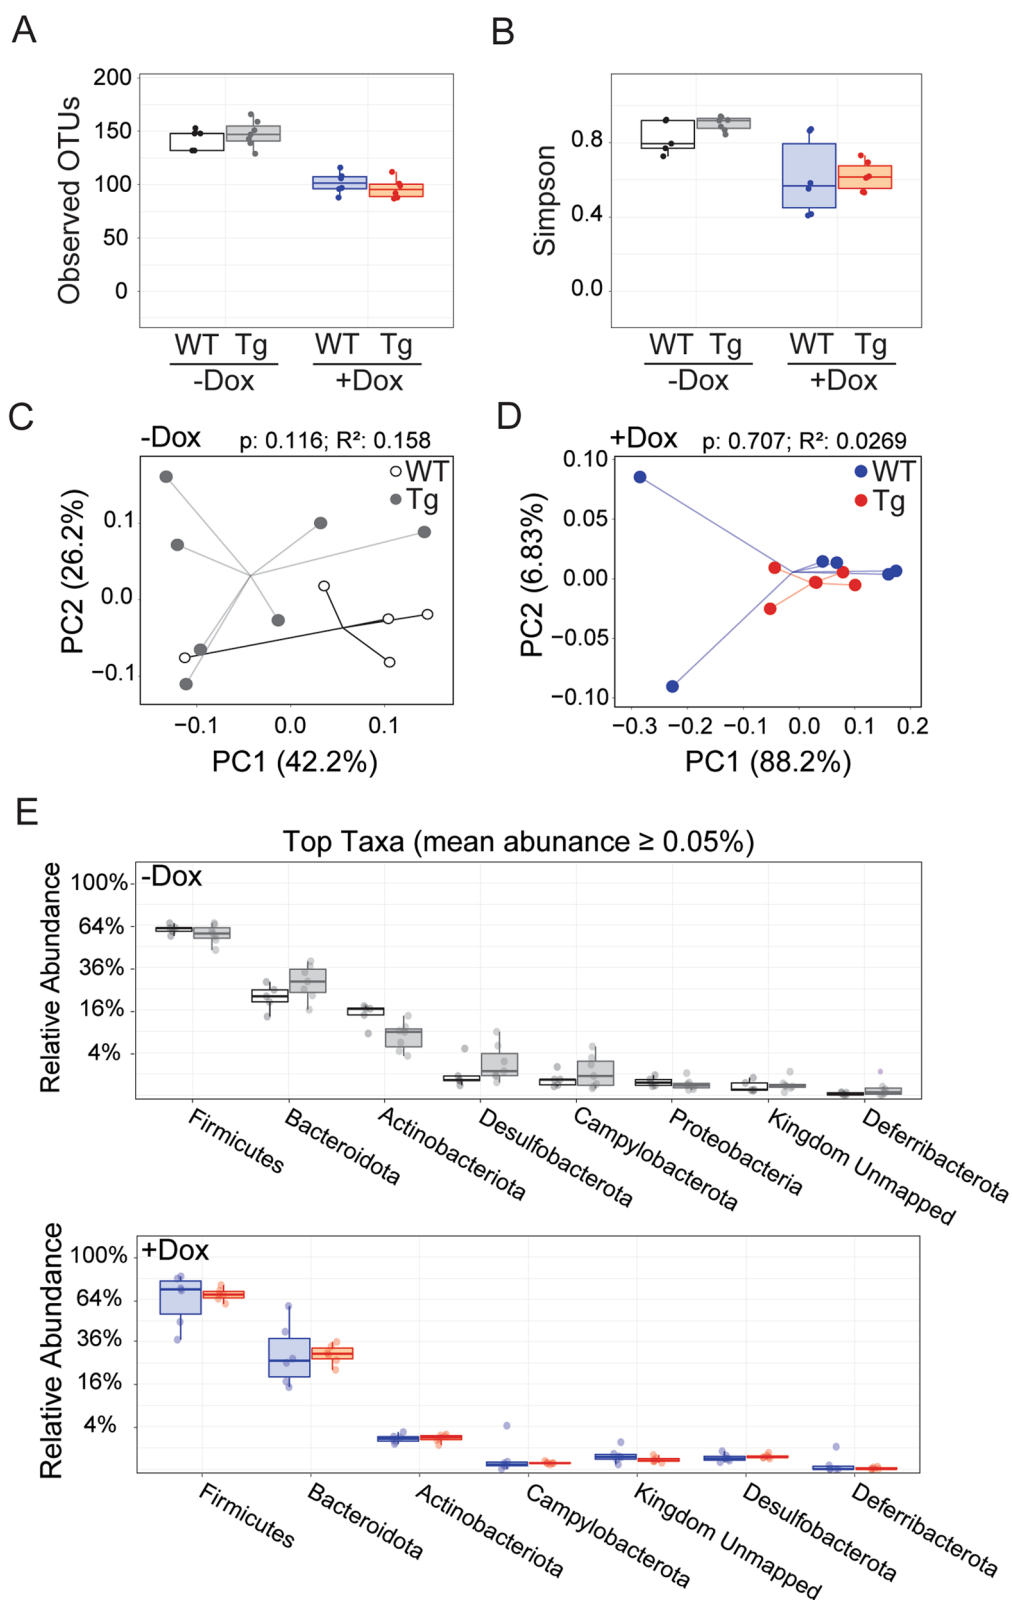 A
Observed OTUs
200
150
100
50
0
WT Tg WT Tg
-Dox +Dox
B
Simpson
0.8
0.4
0.0
WT Tg WT Tg
-Dox +Dox
C
-Dox p: 0.116; R²: 0.158
WT
Tg
PC2 (26.2%)
0.1
0.0
−0.1
−0.1 0.0 0.1
PC1 (42.2%)
D
+Dox p: 0.707; R²: 0.0269
WT
Tg
PC2 (6.83%)
0.10
0.05
0.00
−0.05
−0.10
−0.3 −0.2 −0.1 0.0 0.1 0.2
PC1 (88.2%)
E
Top Taxa (mean abunance ≥ 0.05%)
-Dox
Relative Abundance
100%
64%
36%
16%
4%
Firmicutes
Bacteroidota
Actinobacteriota
Desulfobacterota
Campylobacterota
Proteobacteria
Kingdom Unmapped
Deferribacterota
+Dox
Relative Abundance
100%
64%
36%
16%
4%
Firmicutes
Bacteroidota
Actinobacteriota
Campylobacterota
Kingdom Unmapped
Desulfobacterota
Deferribacterota